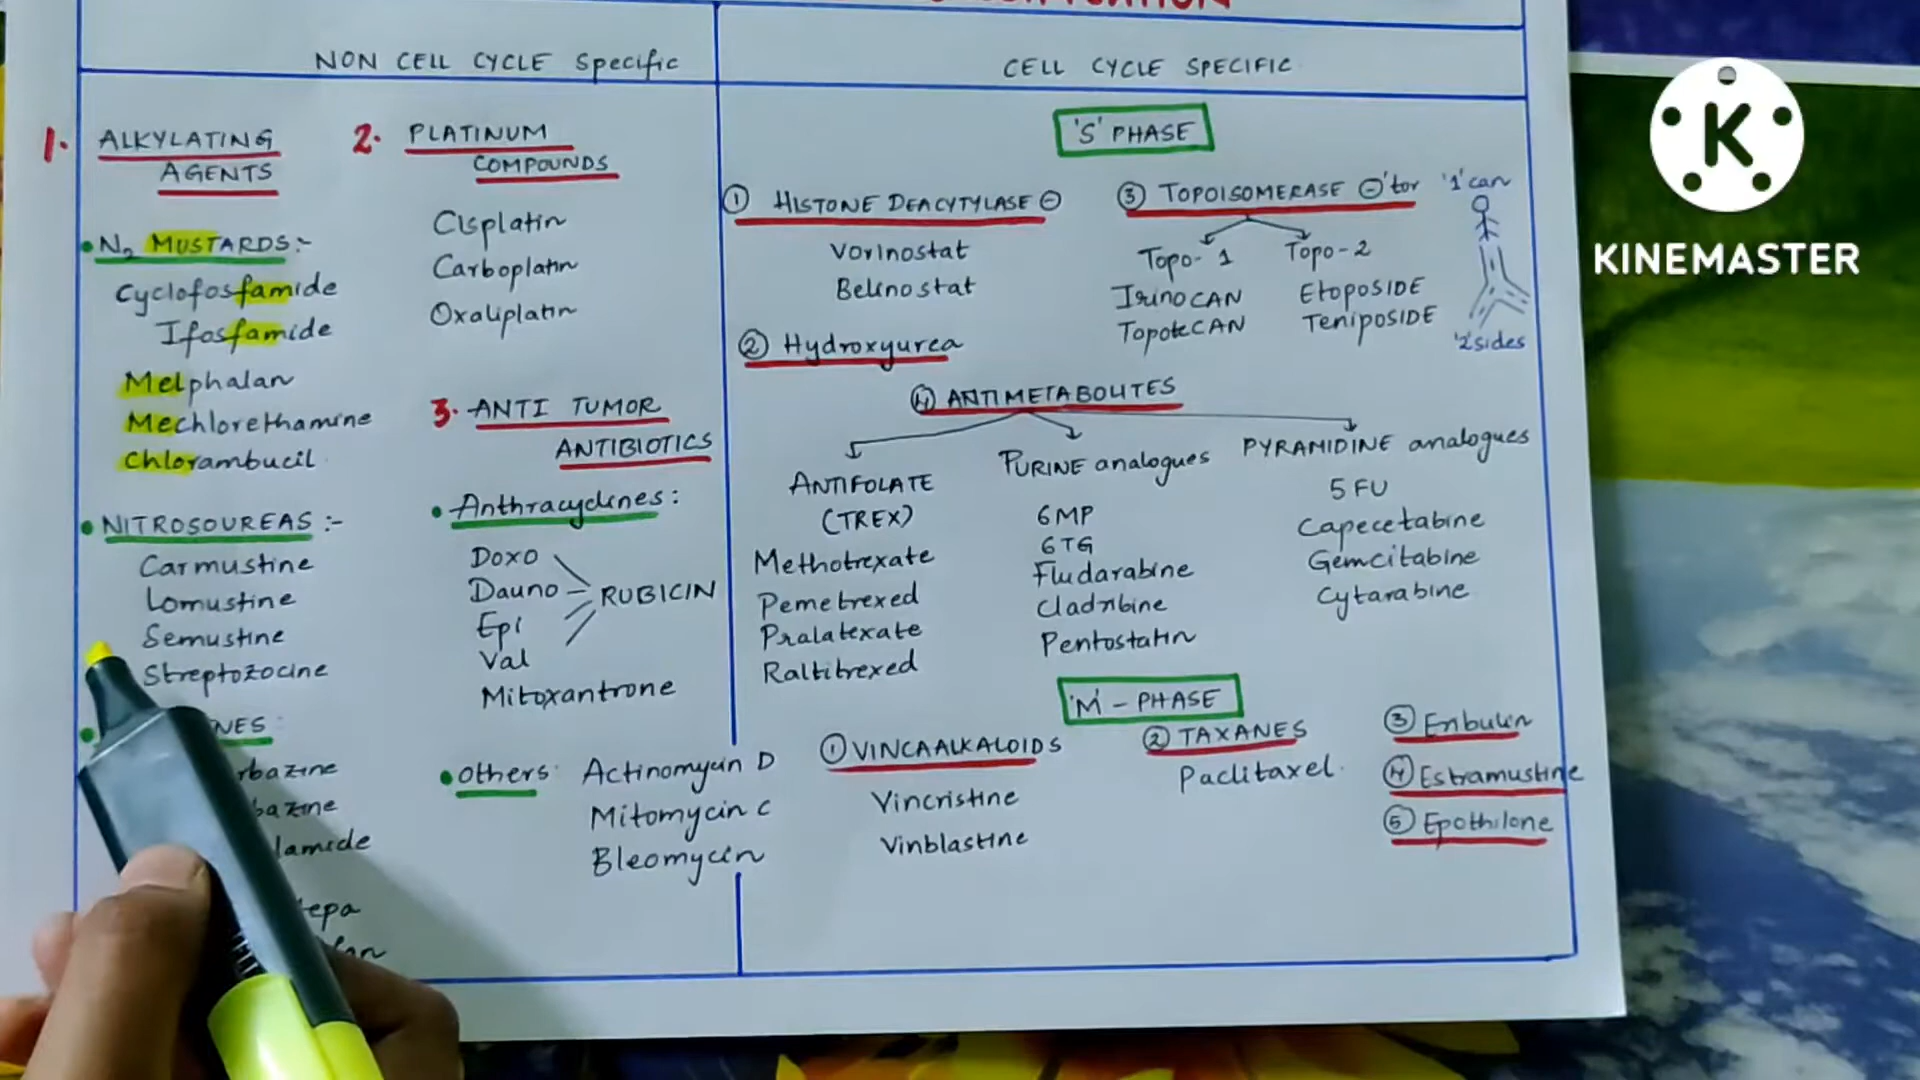 NON CELL CYCLE Specific
CELL CYCLE SPECIFIC
1. ALKYLATING
AGENTS
• N2 MUSTARDS:-
Cyclofosfamide
Ifosfamide
Melphalan
Mechlorethamine
Chlorambucil
• NITROSOUREAS :-
Carmustine
Lomustine
Semustine
Streptozocine
2. PLATINUM
COMPOUNDS
Cisplatin
Carboplatin
Oxaliplatin
3. ANTI TUMOR
ANTIBIOTICS
• Anthracyclines:
Doxo
Dauno
Epi
Val
RUBICIN
Mitoxantrone
• Others: Actinomycin D
Mitomycin C
Bleomycin
'S' PHASE
① HISTONE DEACYTYLASE ⊖
Vorinostat
Belinostat
② Hydroxyurea
③ TOPOISOMERASE ⊖'tor
Topo-1
IrinoCAN
TopoteCAN
Topo-2
EtopoSIDE
TenipoSIDE
'1' can
'2' sides
④ ANTIMETABOLITES
ANTIFOLATE
(TREX)
Methotrexate
Pemetrexed
Pralatexate
Raltitrexed
PURINE analogues
6MP
6TG
Fludarabine
Cladribine
Pentostatin
PYRAMIDINE analogues
5 FU
Capecetabine
Gemcitabine
Cytarabine
'M' - PHASE
① VINCAALKALOIDS
Vincristine
Vinblastine
② TAXANES
Paclitaxel.
③ Eribulin
④ Estramustine
⑤ Epothilone
K
KINEMASTER